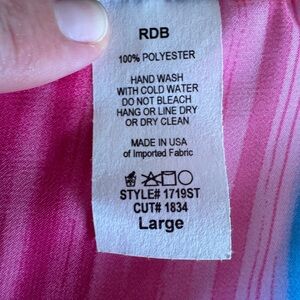 RDB
100% POLYESTER
HAND WASH
WITH COLD WATER
DO NOT BLEACH
HANG OR LINE DRY
OR DRY CLEAN
MADE IN USA
of Imported Fabric
STYLE# 1719ST
CUT# 1834
Large